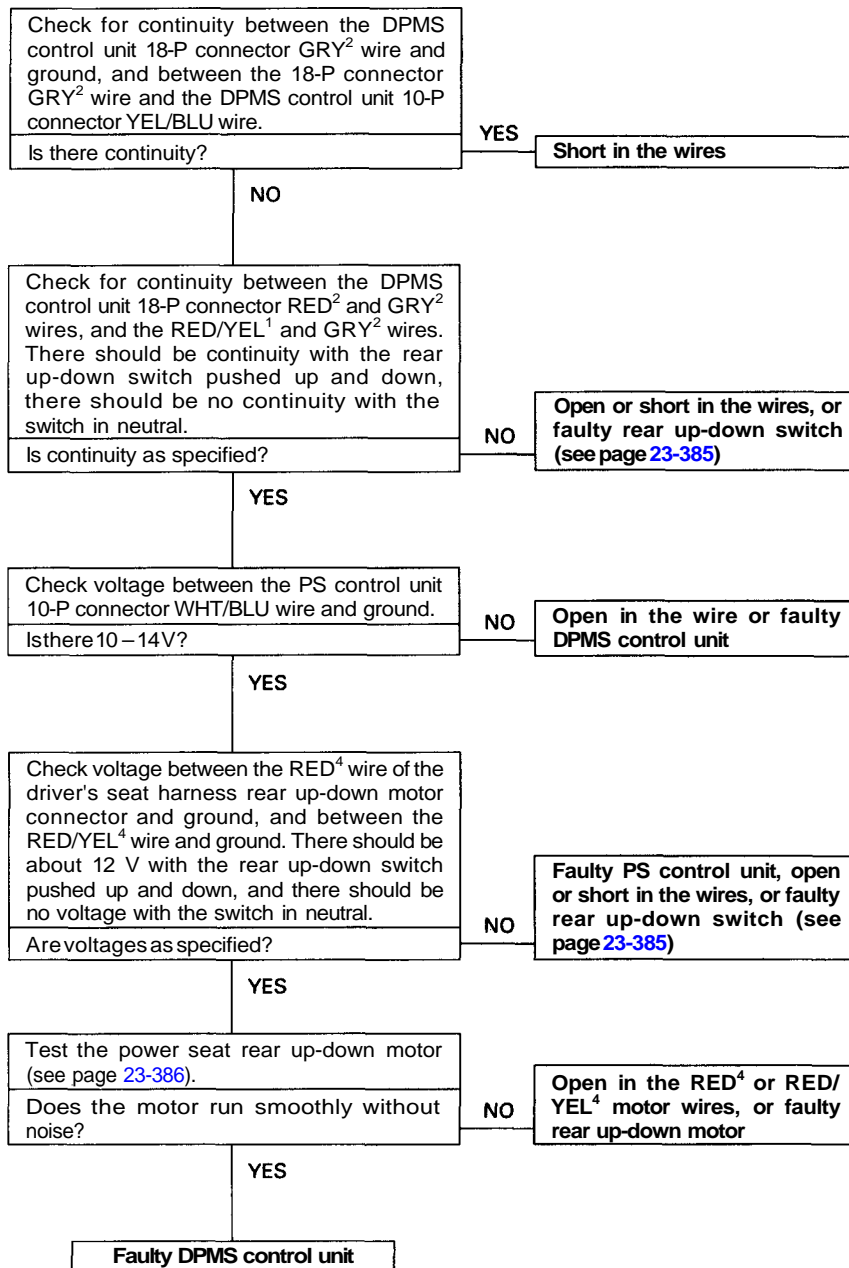 Check for continuity between the DPMS
control unit 18-P connector GRY² wire and
ground, and between the 18-P connector
GRY² wire and the DPMS control unit 10-P
connector YEL/BLU wire.
Is there continuity?
YES
Short in the wires
NO
Check for continuity between the DPMS
control unit 18-P connector RED² and GRY²
wires, and the RED/YEL¹ and GRY² wires.
There should be continuity with the rear
up-down switch pushed up and down,
there should be no continuity with the
switch in neutral.
Is continuity as specified?
NO
Open or short in the wires, or
faulty rear up-down switch
(see page 23-385)
YES
Check voltage between the PS control unit
10-P connector WHT/BLU wire and ground.
Is there 10 – 14 V?
NO
Open in the wire or faulty
DPMS control unit
YES
Check voltage between the RED⁴ wire of the
driver's seat harness rear up-down motor
connector and ground, and between the
RED/YEL⁴ wire and ground. There should be
about 12 V with the rear up-down switch
pushed up and down, and there should be
no voltage with the switch in neutral.
Are voltages as specified?
NO
Faulty PS control unit, open
or short in the wires, or faulty
rear up-down switch (see
page 23-385)
YES
Test the power seat rear up-down motor
(see page 23-386).
Does the motor run smoothly without
noise?
NO
Open in the RED⁴ or RED/
YEL⁴ motor wires, or faulty
rear up-down motor
YES
Faulty DPMS control unit